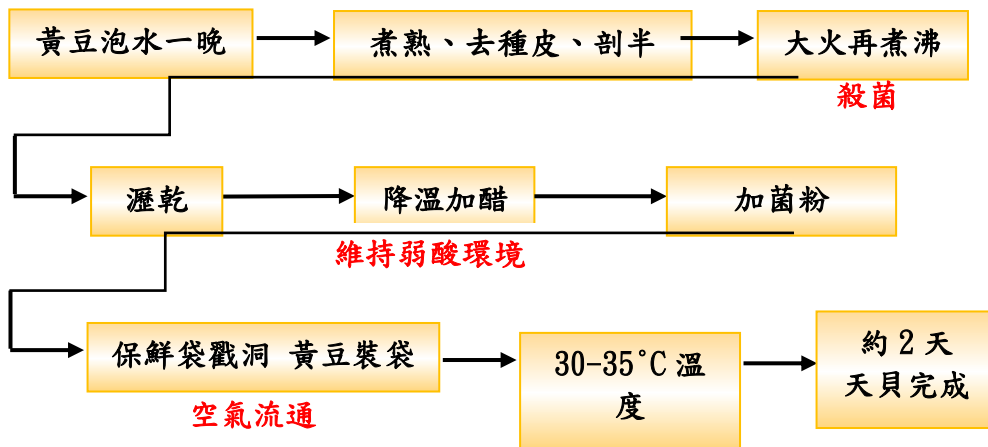 黃豆泡水一晚
煮熟、去種皮、剖半
大火再煮沸
殺菌
瀝乾
降溫加醋
加菌粉
維持弱酸環境
保鮮袋戳洞 黃豆裝袋
空氣流通
30-35°C 溫
度
約 2 天
天貝完成